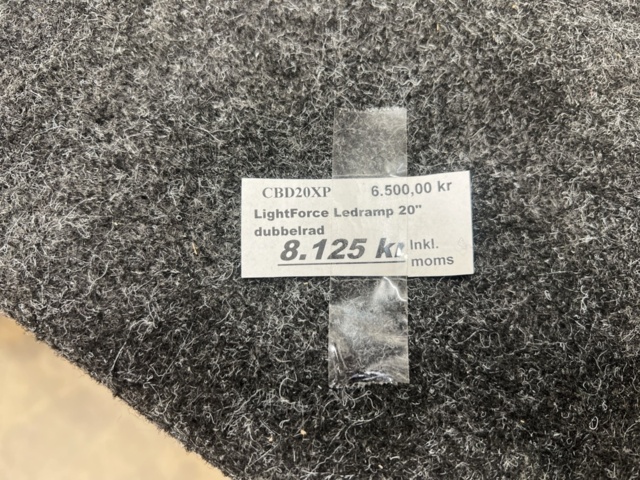 CBD20XP 6.500,00 kr
LightForce Ledramp 20"
dubbelrad
8.125 kr Inkl.
moms